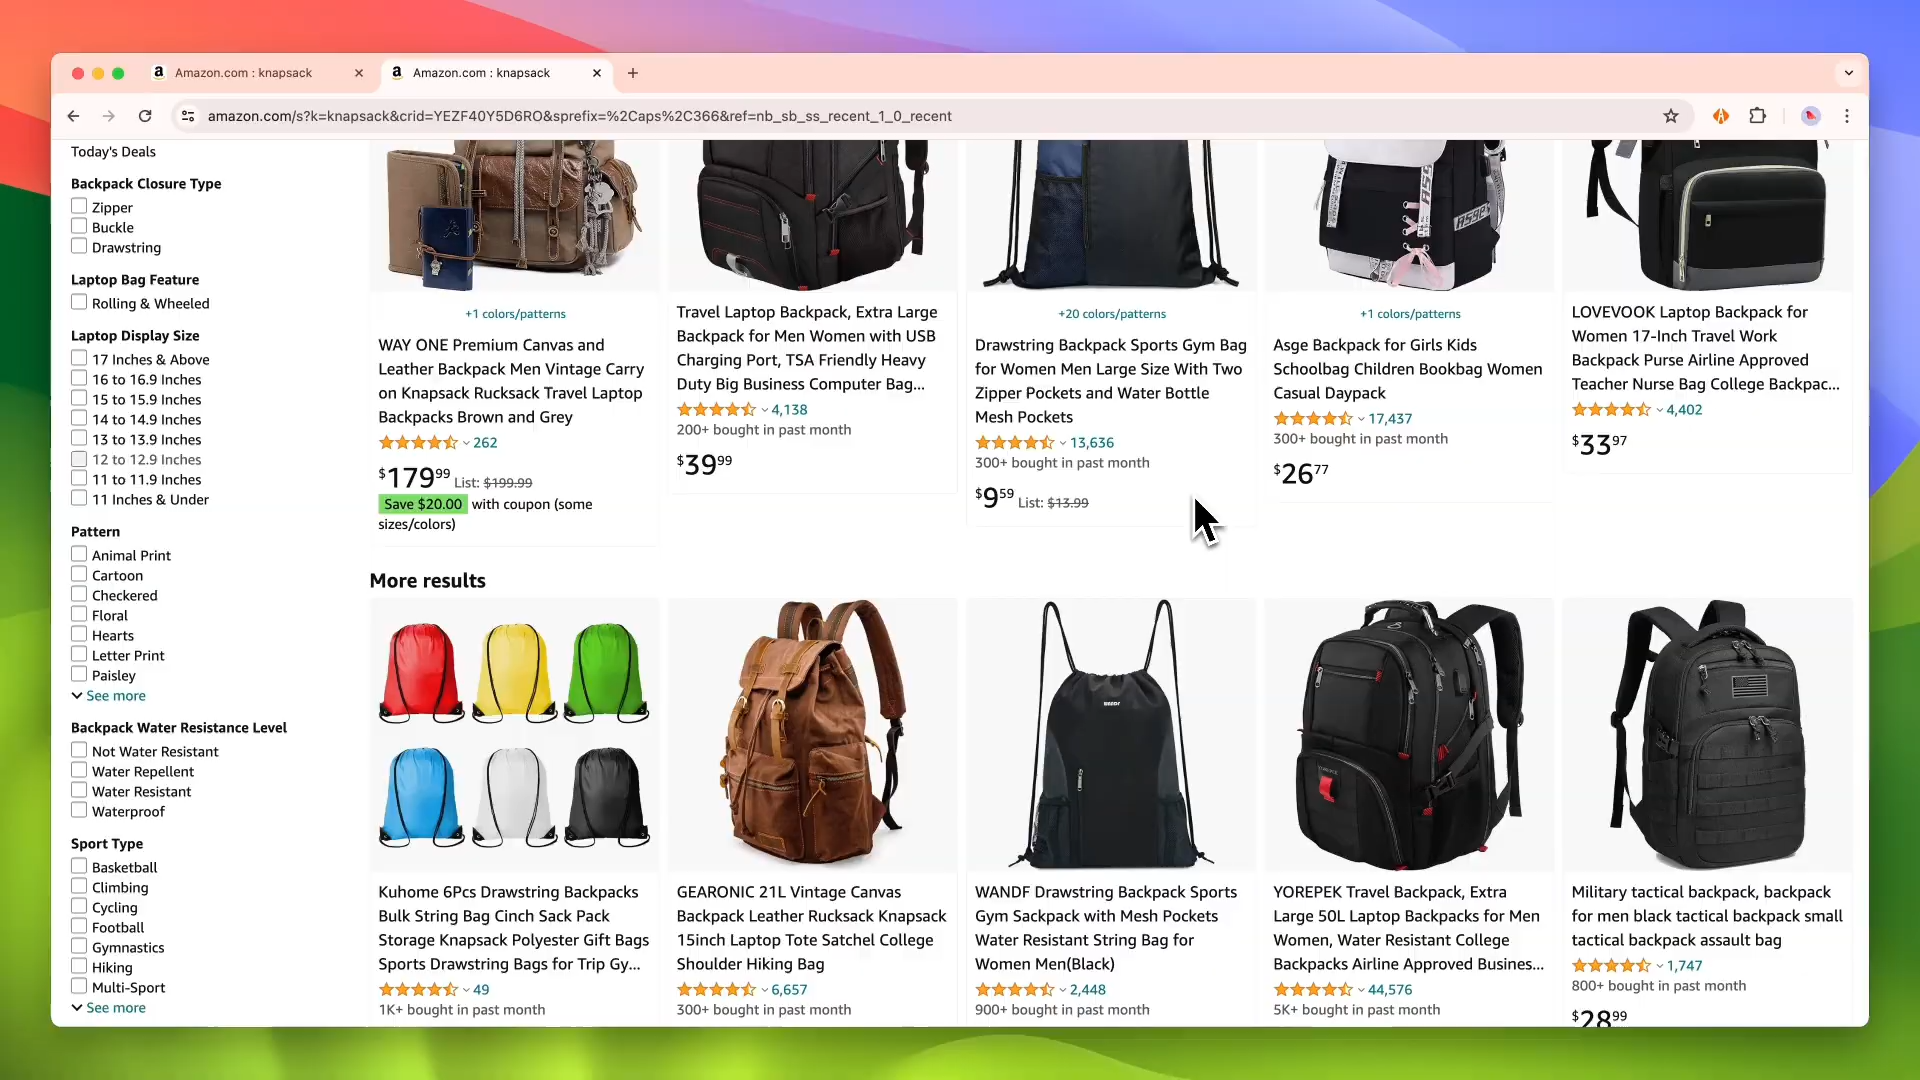 Amazon.com : knapsack
Amazon.com : knapsack
amazon.com/s?k=knapsack&crid=YEZF40Y5D6RO&sprefix=%2Caps%2C366&ref=nb_sb_ss_recent_1_0_recent
Today's Deals
Backpack Closure Type
Zipper
Buckle
Drawstring
Laptop Bag Feature
Rolling & Wheeled
Laptop Display Size
17 Inches & Above
16 to 16.9 Inches
15 to 15.9 Inches
14 to 14.9 Inches
13 to 13.9 Inches
12 to 12.9 Inches
11 to 11.9 Inches
11 Inches & Under
Pattern
Animal Print
Cartoon
Checkered
Floral
Hearts
Letter Print
Paisley
See more
Backpack Water Resistance Level
Not Water Resistant
Water Repellent
Water Resistant
Waterproof
Sport Type
Basketball
Climbing
Cycling
Football
Gymnastics
Hiking
Multi-Sport
See more
+1 colors/patterns
WAY ONE Premium Canvas and
Leather Backpack Men Vintage Carry
on Knapsack Rucksack Travel Laptop
Backpacks Brown and Grey
262
$179.99 List: $199.99
Save $20.00 with coupon (some
sizes/colors)
Travel Laptop Backpack, Extra Large
Backpack for Men Women with USB
Charging Port, TSA Friendly Heavy
Duty Big Business Computer Bag...
4,138
200+ bought in past month
$39.99
+20 colors/patterns
Drawstring Backpack Sports Gym Bag
for Women Men Large Size With Two
Zipper Pockets and Water Bottle
Mesh Pockets
13,636
300+ bought in past month
$9.59 List: $13.99
+1 colors/patterns
Asge Backpack for Girls Kids
Schoolbag Children Bookbag Women
Casual Daypack
17,437
300+ bought in past month
$26.77
LOVEVOOK Laptop Backpack for
Women 17-Inch Travel Work
Backpack Purse Airline Approved
Teacher Nurse Bag College Backpac...
4,402
$33.97
More results
WANDF
Kuhome 6Pcs Drawstring Backpacks
Bulk String Bag Cinch Sack Pack
Storage Knapsack Polyester Gift Bags
Sports Drawstring Bags for Trip Gy...
49
1K+ bought in past month
GEARONIC 21L Vintage Canvas
Backpack Leather Rucksack Knapsack
15inch Laptop Tote Satchel College
Shoulder Hiking Bag
6,657
300+ bought in past month
WANDF Drawstring Backpack Sports
Gym Sackpack with Mesh Pockets
Water Resistant String Bag for
Women Men(Black)
2,448
900+ bought in past month
YOREPEK Travel Backpack, Extra
Large 50L Laptop Backpacks for Men
Women, Water Resistant College
Backpacks Airline Approved Busines...
44,576
5K+ bought in past month
Military tactical backpack, backpack
for men black tactical backpack small
tactical backpack assault bag
1,747
800+ bought in past month
$28.99